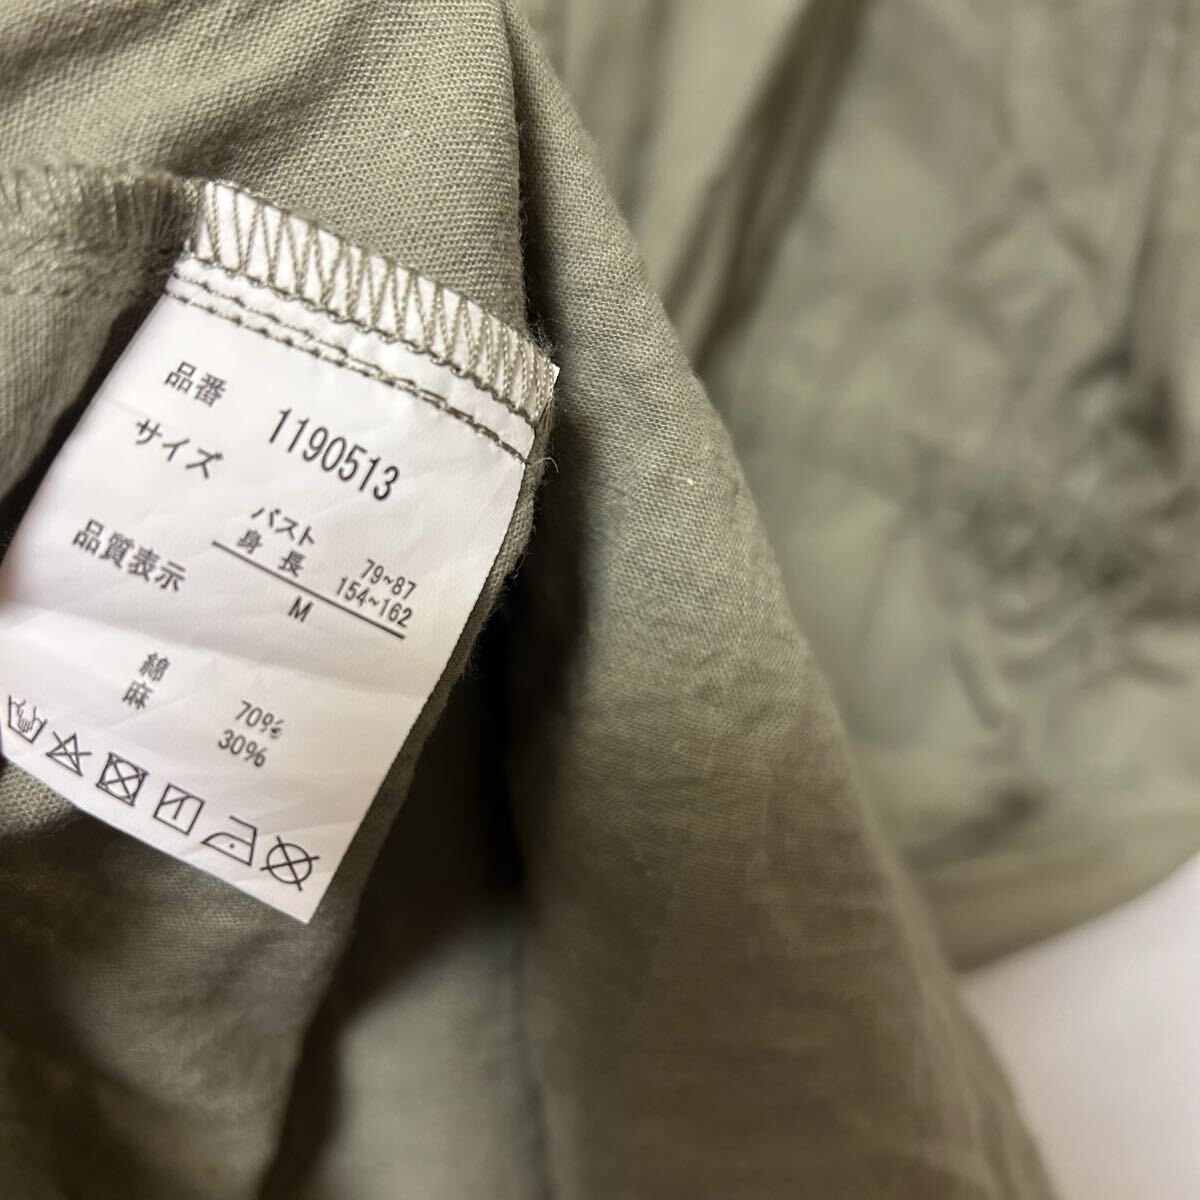 品番 1190513
サイズ
バスト 79~87
身長 154~162
M
品質表示
綿 70%
麻 30%